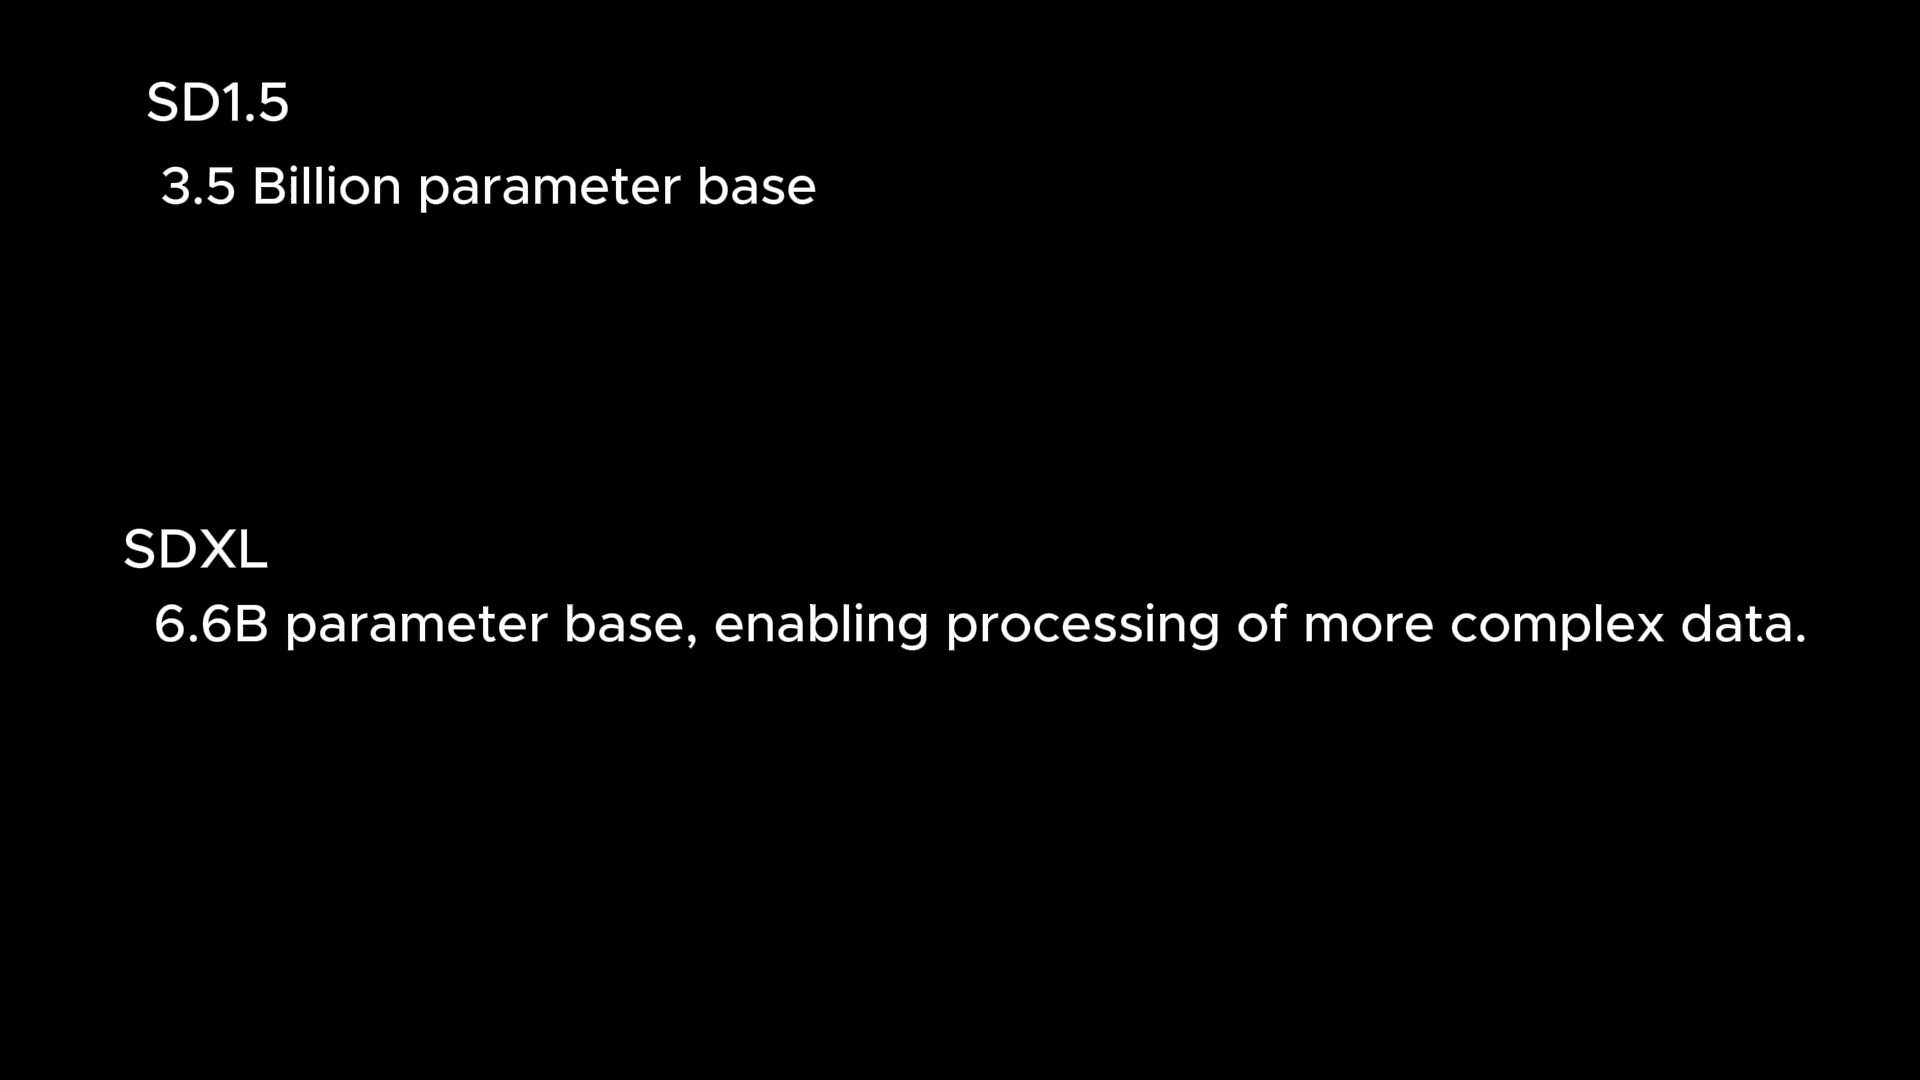 SD1.5
3.5 Billion parameter base
SDXL
6.6B parameter base, enabling processing of more complex data.